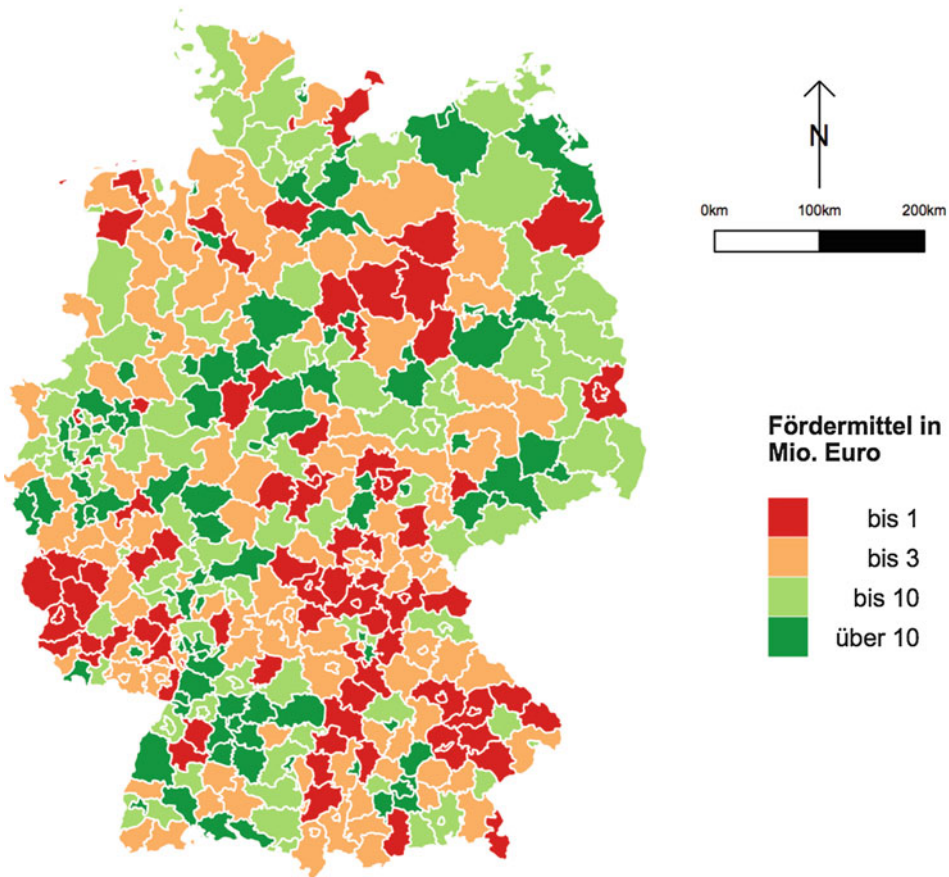 N
0km 100km 200km
Fördermittel in
Mio. Euro
bis 1
bis 3
bis 10
über 10